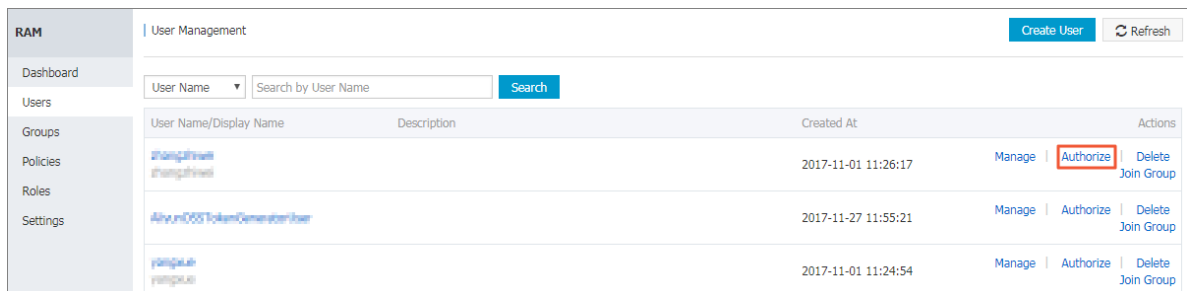 RAM
User Management
Create User
Refresh
Dashboard
User Name
Search by User Name
Search
Users
User Name/Display Name Description Created At Actions
Groups
Policies
2017-11-01 11:26:17
Manage Authorize Delete
Join Group
Roles
Settings
2017-11-27 11:55:21
Manage Authorize Delete
Join Group
2017-11-01 11:24:54
Manage Authorize Delete
Join Group